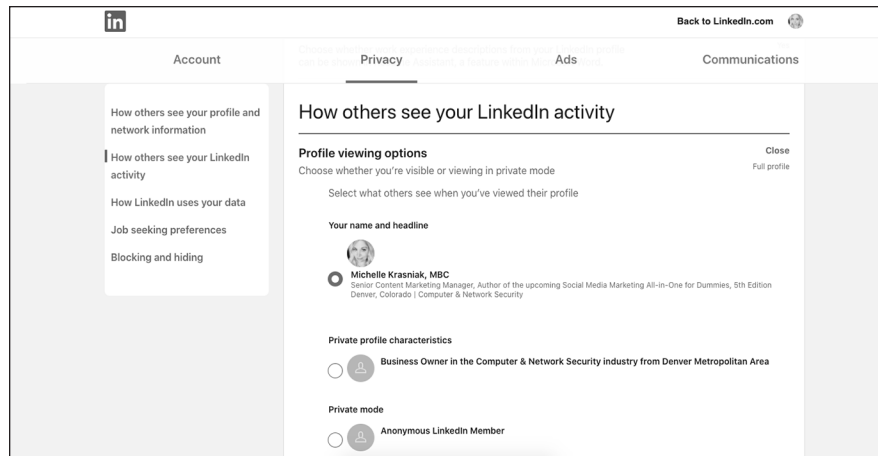 in
Back to LinkedIn.com
Account
Privacy
Ads
Communications
How others see your profile and
network information
How others see your LinkedIn
activity
How LinkedIn uses your data
Job seeking preferences
Blocking and hiding
How others see your LinkedIn activity
Profile viewing options
Close
Choose whether you’re visible or viewing in private mode
Full profile
Select what others see when you've viewed their profile
Your name and headline
Michelle Krasniak, MBC
Senior Content Marketing Manager, Author of the upcoming Social Media Marketing All-in-One for Dummies, 5th Edition
Denver, Colorado | Computer & Network Security
Private profile characteristics
Business Owner in the Computer & Network Security industry from Denver Metropolitan Area
Private mode
Anonymous LinkedIn Member